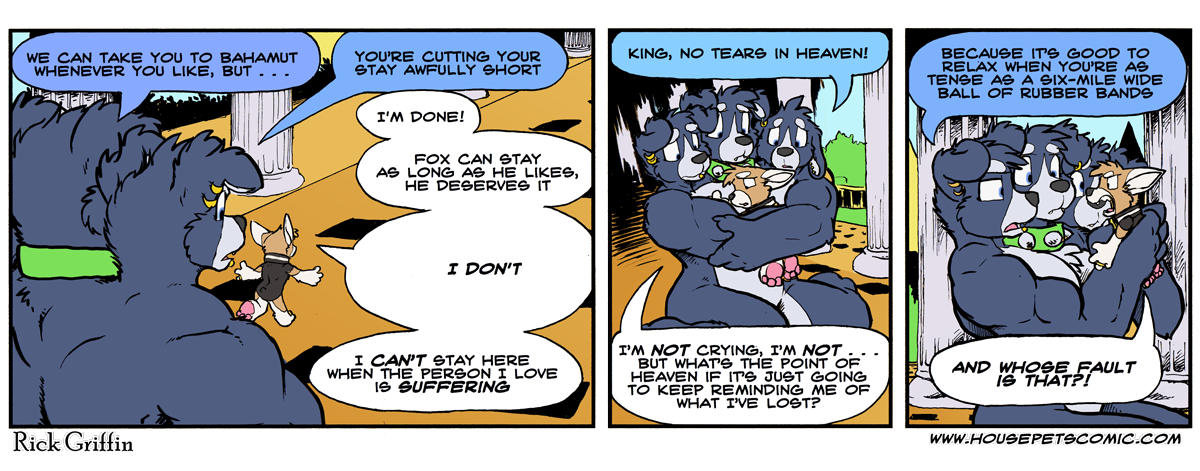 WE CAN TAKE YOU TO BAHAMUT
WHENEVER YOU LIKE, BUT . . .
YOU'RE CUTTING YOUR
STAY AWFULLY SHORT
I'M DONE!
FOX CAN STAY
AS LONG AS HE LIKES,
HE DESERVES IT
I DON'T
I CAN'T STAY HERE
WHEN THE PERSON I LOVE
IS SUFFERING
KING, NO TEARS IN HEAVEN!
I'M NOT CRYING, I'M NOT . . .
BUT WHAT'S THE POINT OF
HEAVEN IF IT'S JUST GOING
TO KEEP REMINDING ME OF
WHAT I'VE LOST?
BECAUSE IT'S GOOD TO
RELAX WHEN YOU'RE AS
TENSE AS A SIX-MILE WIDE
BALL OF RUBBER BANDS
AND WHOSE FAULT
IS THAT?!
Rick Griffin
WWW.HOUSEPETSCOMIC.COM